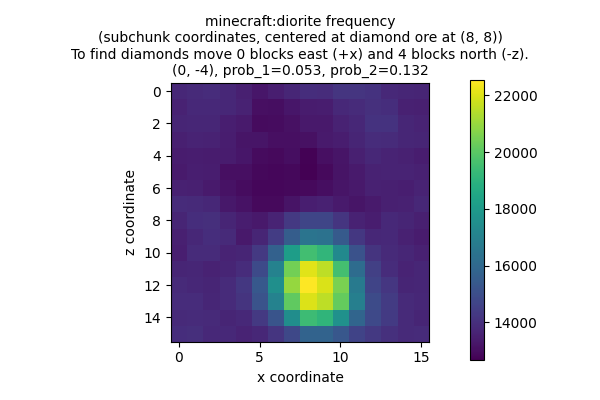 minecraft:diorite frequency
(subchunk coordinates, centered at diamond ore at (8, 8))
To find diamonds move 0 blocks east (+x) and 4 blocks north (-z).
(0, -4), prob_1=0.053, prob_2=0.132
0
2
4
6
8
10
12
14
z coordinate
0
5
10
15
x coordinate
22000
20000
18000
16000
14000